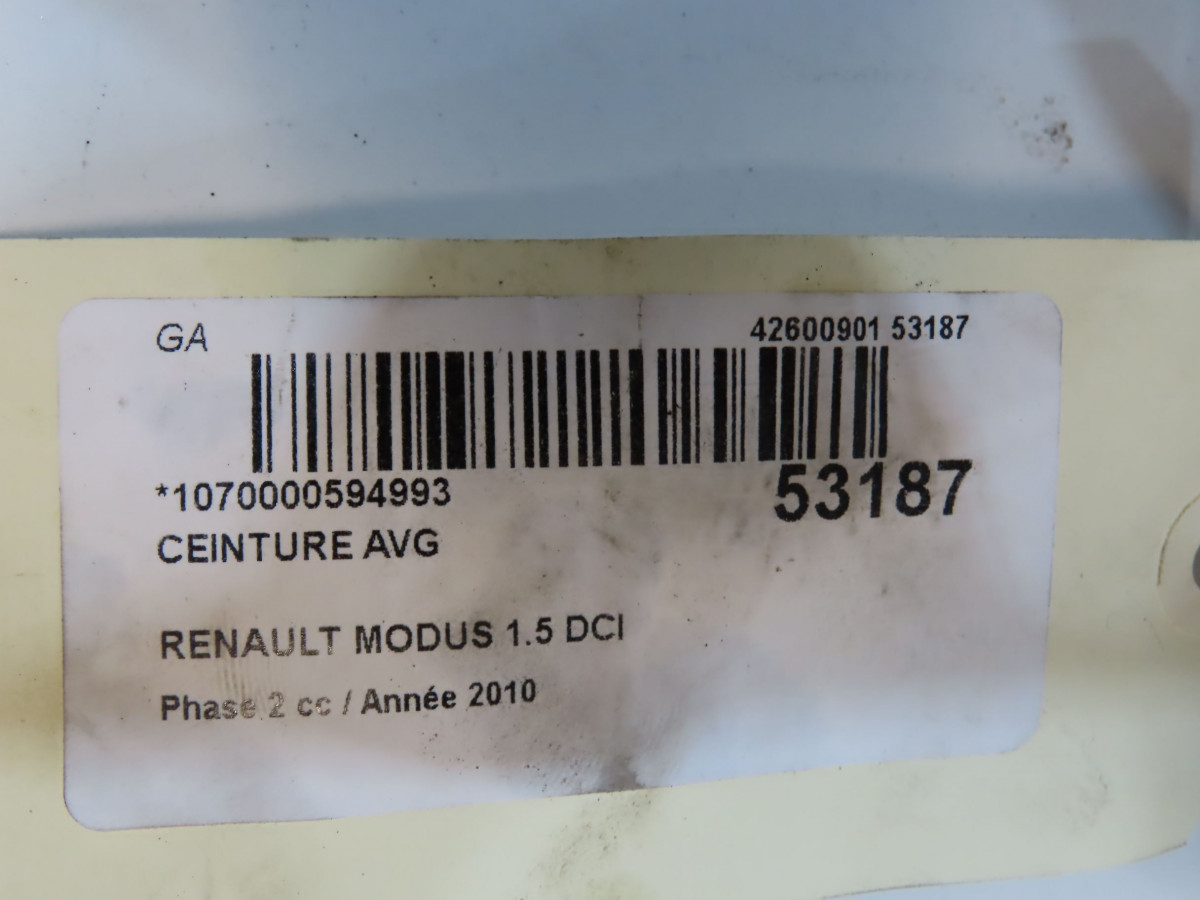 GA
42600901 53187
*1070000594993
53187
CEINTURE AVG
RENAULT MODUS 1.5 DCI
Phase 2 cc / Année 2010